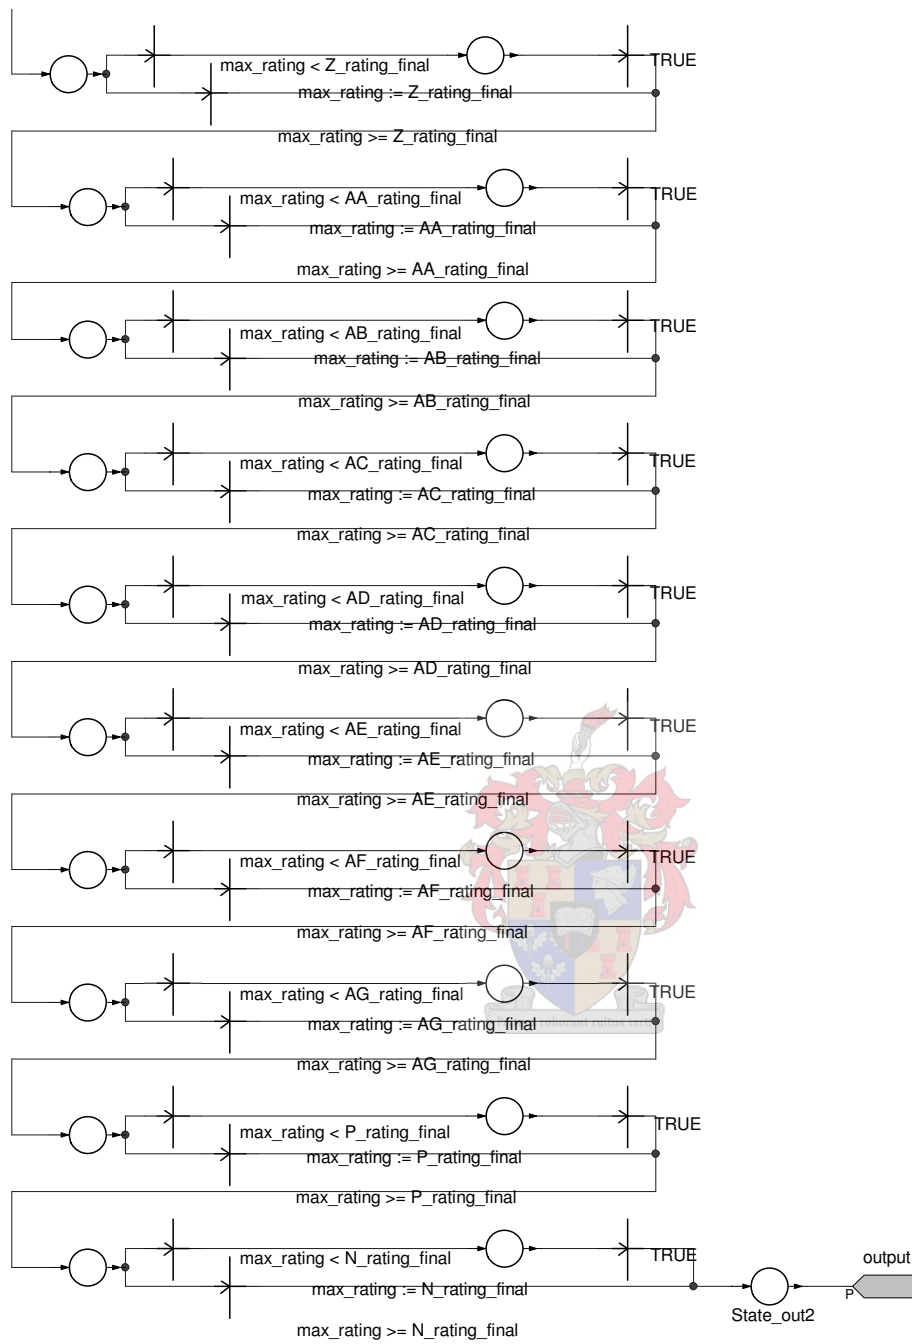 max_rating < Z_rating_final
TRUE
max_rating := Z_rating_final
max_rating >= Z_rating_final
max_rating < AA_rating_final
TRUE
max_rating := AA_rating_final
max_rating >= AA_rating_final
max_rating < AB_rating_final
TRUE
max_rating := AB_rating_final
max_rating >= AB_rating_final
max_rating < AC_rating_final
TRUE
max_rating := AC_rating_final
max_rating >= AC_rating_final
max_rating < AD_rating_final
TRUE
max_rating := AD_rating_final
max_rating >= AD_rating_final
max_rating < AE_rating_final
TRUE
max_rating := AE_rating_final
max_rating >= AE_rating_final
max_rating < AF_rating_final
TRUE
max_rating := AF_rating_final
max_rating >= AF_rating_final
max_rating < AG_rating_final
TRUE
max_rating := AG_rating_final
max_rating >= AG_rating_final
max_rating < P_rating_final
TRUE
max_rating := P_rating_final
max_rating >= P_rating_final
max_rating < N_rating_final
TRUE
output
max_rating := N_rating_final
P
State_out2
max_rating >= N_rating_final